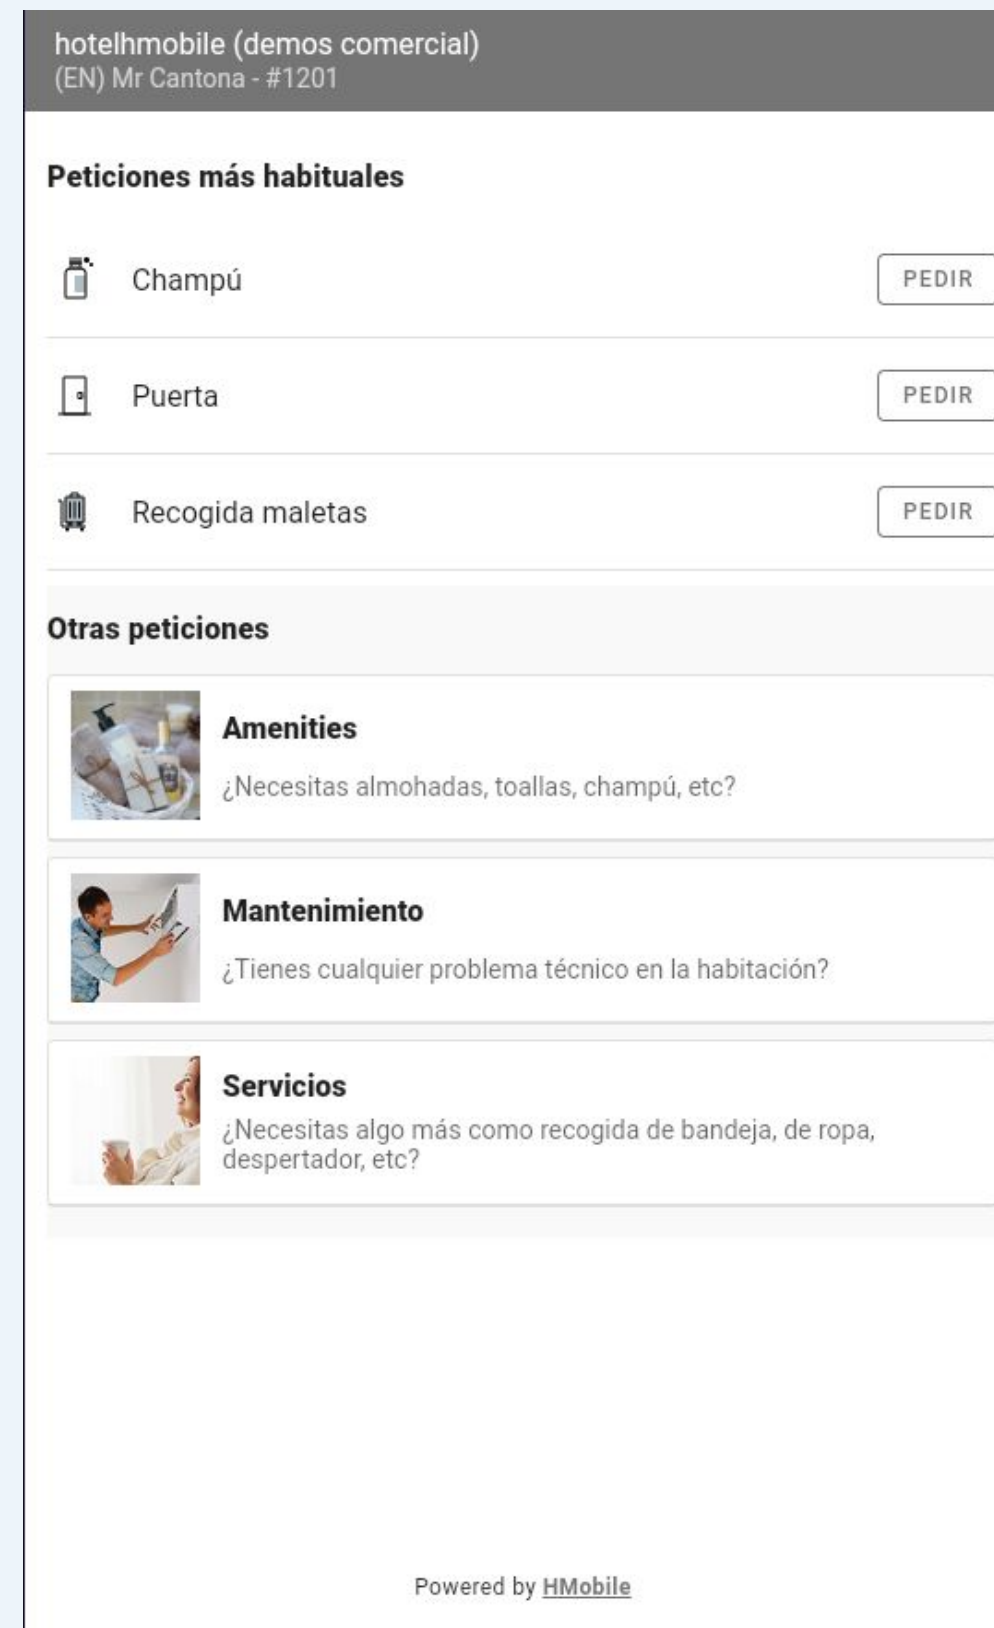 hotelhmobile (demos comercial)
(EN) Mr Cantona - #1201
Peticiones más habituales
Champú
PEDIR
Puerta
PEDIR
Recogida maletas
PEDIR
Otras peticiones
Amenities
¿Necesitas almohadas, toallas, champú, etc?
Mantenimiento
¿Tienes cualquier problema técnico en la habitación?
Servicios
¿Necesitas algo más como recogida de bandeja, de ropa,
despertador, etc?
Powered by HMobile